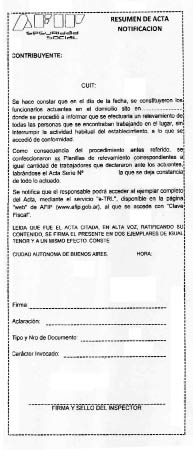 AFIP
SEGURIDAD
SOCIAL
RESUMEN DE ACTA
NOTIFICACION
CONTRIBUYENTE:
CUIT:
Se hace constar que en el día de la fecha, se constituyeron los
funcionarios actuantes en el domicilio sito en ....................
donde se procedió a informar que se efectuaría un relevamiento de
todas las personas que se encontraban trabajando en el lugar, sin
interrumpir la actividad habitual del establecimiento, a lo que se
accedió de conformidad.
Como consecuencia del procedimiento antes referido, se
confeccionaron xx Planillas de relevamiento correspondientes a
igual cantidad de trabajadores que declararon ante los actuantes,
labrándose el Acta Serie Nº la que se deja constancia
de todo lo actuado.
Se notifica que el responsable podrá acceder al ejemplar completo
del Acta, mediante el servicio "e-TRL", disponible en la página
"web" de AFIP (www.afip.gob.ar), al que se accede con "Clave
Fiscal".
LEIDA QUE FUE EL ACTA CITADA, EN ALTA VOZ, RATIFICANDO SU
CONTENIDO, SE FIRMA EL PRESENTE EN DOS EJEMPLARES DE IGUAL
TENOR Y A UN MISMO EFECTO. CONSTE
CIUDAD AUTONOMA DE BUENOS AIRES. HORA:
Firma
Aclaración:
Tipo y Nro de Documento:
Carácter Invocado:
FIRMA Y SELLO DEL INSPECTOR